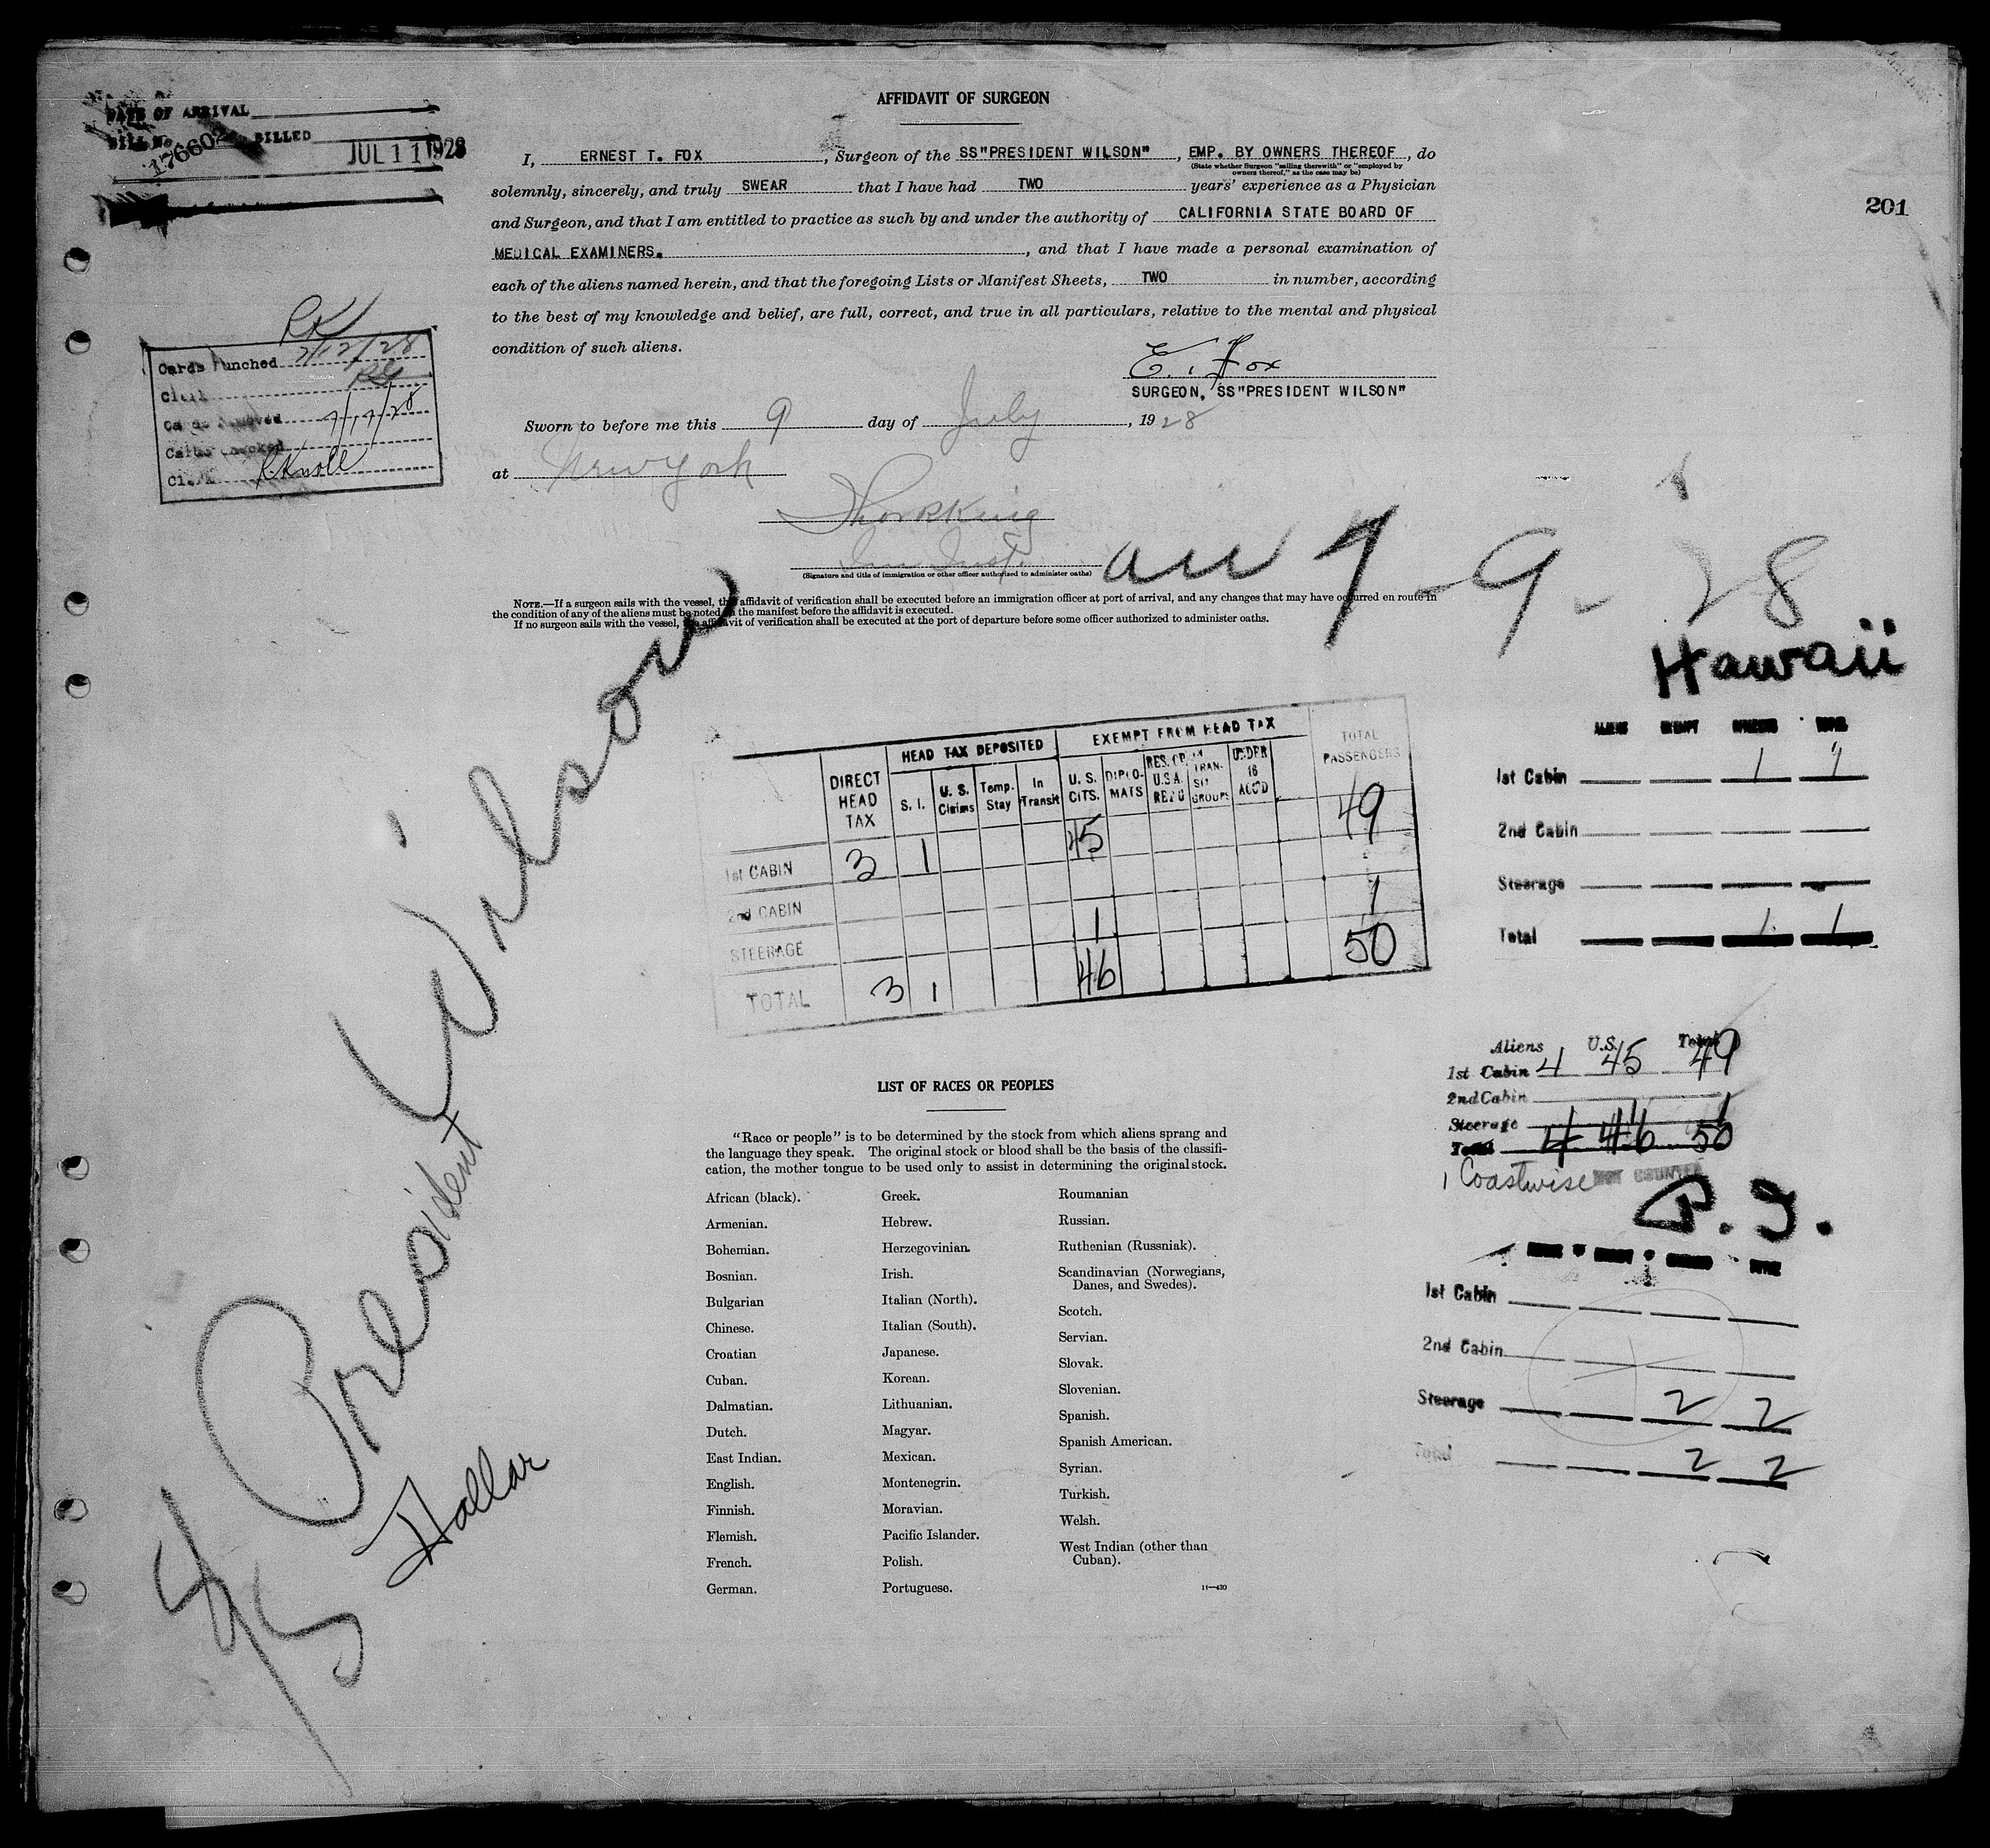 DATE OF ARRIVAL
BILL No. 176602 BILLED JUL 11 1928
AFFIDAVIT OF SURGEON
I, ERNEST T. FOX, Surgeon of the SS"PRESIDENT WILSON", EMP. BY OWNERS THEREOF, do
(State whether Surgeon "sailing therewith" or "employed by
owners thereof," as the case may be)
solemnly, sincerely, and truly SWEAR that I have had TWO years' experience as a Physician
and Surgeon, and that I am entitled to practice as such by and under the authority of CALIFORNIA STATE BOARD OF
MEDICAL EXAMINERS., and that I have made a personal examination of
each of the aliens named herein, and that the foregoing Lists or Manifest Sheets, TWO in number, according
to the best of my knowledge and belief, are full, correct, and true in all particulars, relative to the mental and physical
condition of such aliens.
E. Fox
SURGEON, SS"PRESIDENT WILSON"
Sworn to before me this 9 day of July, 1928
at New York
(Signature and title of immigration or other officer authorized to administer oaths)
201
RK
Cards Punched 7/12/28
Clerk
Cards Removed 7/17/28
Clerk R Knoll
7-9-28
NOTE.—If a surgeon sails with the vessel, the affidavit of verification shall be executed before an immigration officer at port of arrival, and any changes that may have occurred en route in
the condition of any of the aliens must be noted on the manifest before the affidavit is executed.
If no surgeon sails with the vessel, the affidavit of verification shall be executed at the port of departure before some officer authorized to administer oaths.
President Wilson
Hallar
Hawaii
1st Cabin 1 1
2nd Cabin
Steerage
Total 1 1
HEAD TAX DEPOSITED EXEMPT FROM HEAD TAX TOTAL PASSENGERS
DIRECT HEAD TAX S. I. U. S. Claims Temp. Stay In Transit U. S. CITS. DIPLO-MATS UNDER 16 ACC'D
1st CABIN 3 1 45 49
2nd CABIN
STEERAGE 1 1
TOTAL 3 1 46 50
Aliens U.S. Total
1st Cabin 4 45 49
2nd Cabin
Steerage 1 1
Total 4 46 50
1 Coastwise NOT COUNTED
P. I.
1st Cabin
2nd Cabin
Steerage 2 2
Total 2 2
LIST OF RACES OR PEOPLES
"Race or people" is to be determined by the stock from which aliens sprang and
the language they speak. The original stock or blood shall be the basis of the classifi-
cation, the mother tongue to be used only to assist in determining the original stock.
African (black).
Armenian.
Bohemian.
Bosnian.
Bulgarian
Chinese.
Croatian
Cuban.
Dalmatian.
Dutch.
East Indian.
English.
Finnish.
Flemish.
French.
German.
Greek.
Hebrew.
Herzegovinian.
Irish.
Italian (North).
Italian (South).
Japanese.
Korean.
Lithuanian.
Magyar.
Mexican.
Montenegrin.
Moravian.
Pacific Islander.
Polish.
Portuguese.
Roumanian
Russian.
Ruthenian (Russniak).
Scandinavian (Norwegians,
Danes, and Swedes).
Scotch.
Servian.
Slovak.
Slovenian.
Spanish.
Spanish American.
Syrian.
Turkish.
Welsh.
West Indian (other than
Cuban).